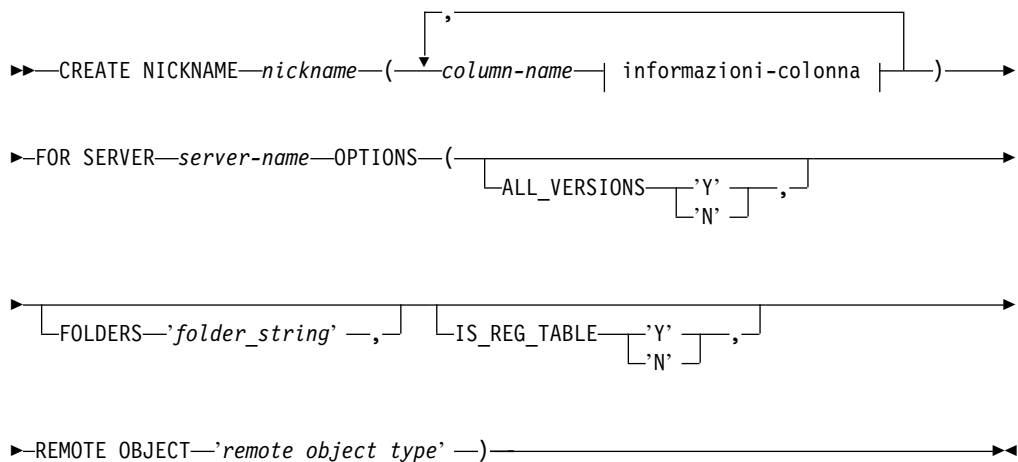 ,
CREATE NICKNAME nickname ( column-name informazioni-colonna )
FOR SERVER server-name OPTIONS (
ALL_VERSIONS ’Y’ ,
’N’
FOLDERS ’folder_string’ , IS_REG_TABLE ’Y’ ,
’N’
REMOTE OBJECT ’remote object type’ )